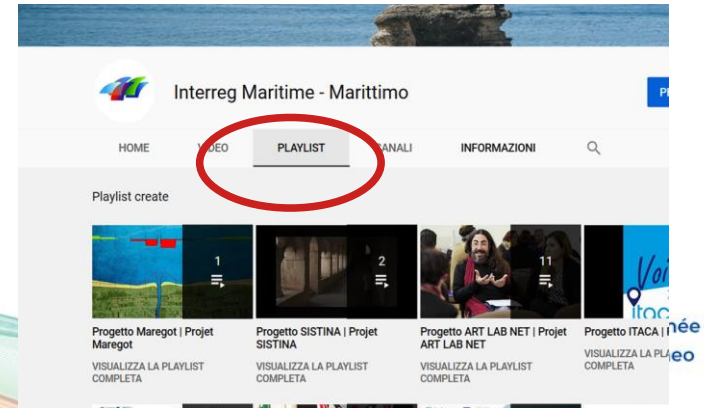 Interreg Maritime - Marittimo
HOME VIDEO PLAYLIST CANALI INFORMAZIONI
Playlist create
1
2
11
Progetto Maregot | Projet
Maregot
VISUALIZZA LA PLAYLIST
COMPLETA
Progetto SISTINA | Projet
SISTINA
VISUALIZZA LA PLAYLIST
COMPLETA
Progetto ART LAB NET | Projet
ART LAB NET
VISUALIZZA LA PLAYLIST
COMPLETA
Voi
itac
Progetto ITACA |
VISUALIZZA LA
COMPLETA
née
eo